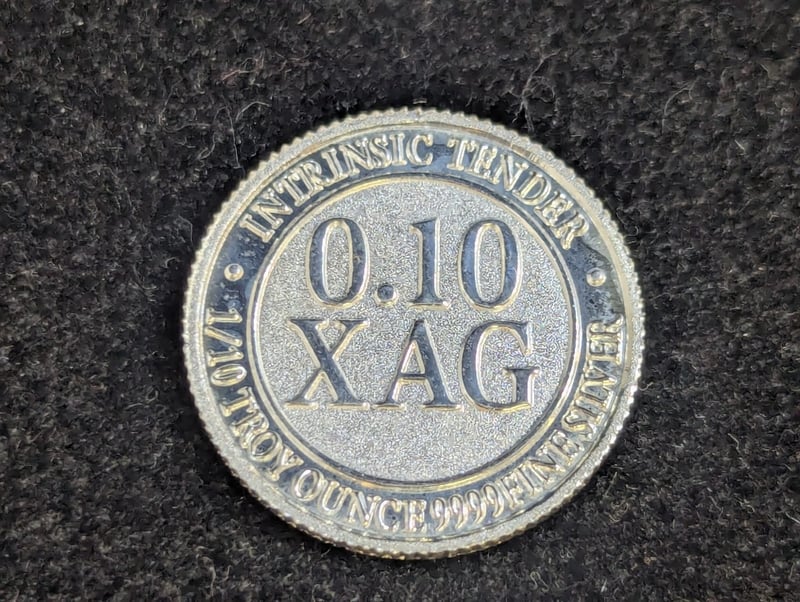 INTRINSIC TENDER
0.10
XAG
1/10 TROY OUNCE 9999 FINE SILVER